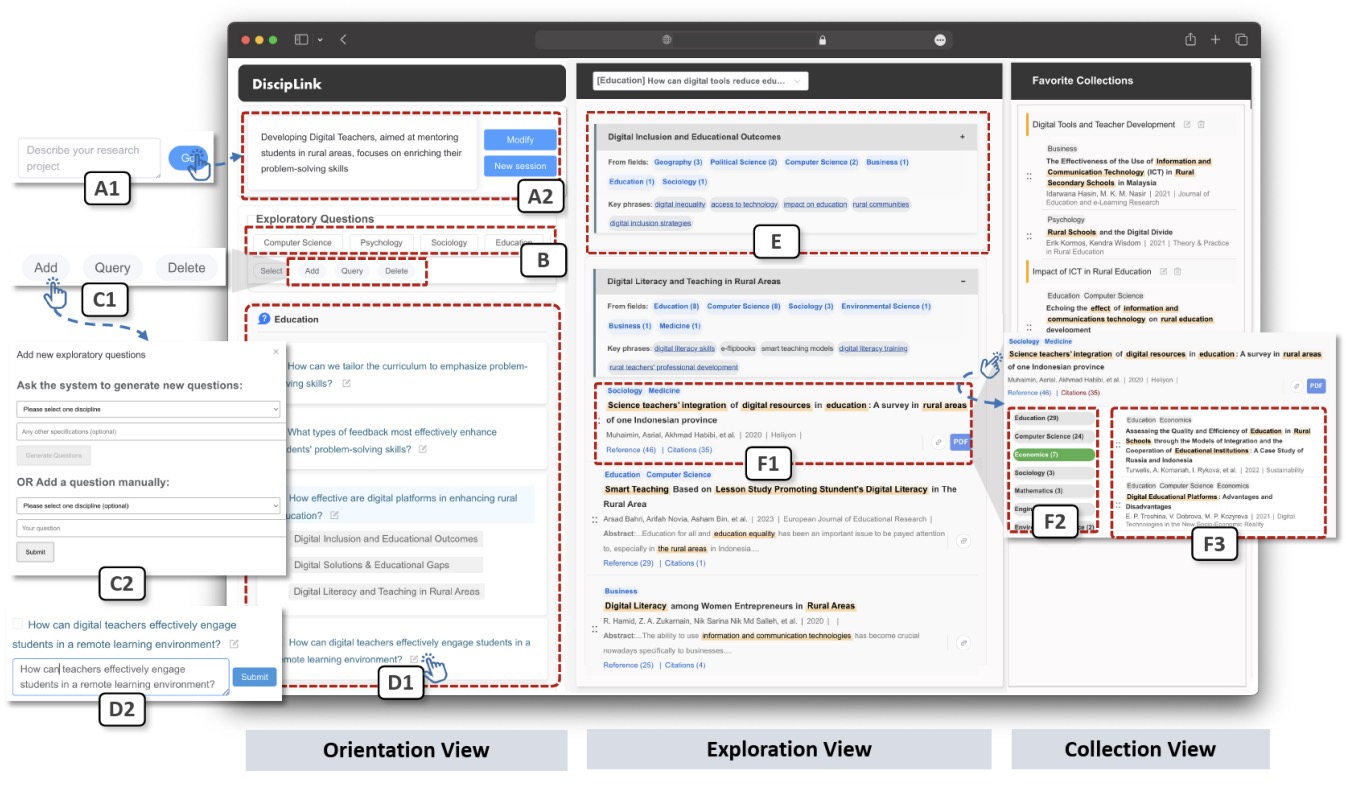 Describe your research
project
Go
A1
DiscipLink
Developing Digital Teachers, aimed at mentoring
students in rural areas, focuses on enriching their
problem-solving skills
Modify
New session
A2
Exploratory Questions
Computer Science
Psychology
Sociology
Education
B
Select
Add
Query
Delete
Add
Query
Delete
C1
Add new exploratory questions
×
Ask the system to generate new questions:
Please select one discipline
Any other specifications (optional)
Generate Questions
OR Add a question manually:
Please select one discipline (optional)
Your question
Submit
C2
Education
How can we tailor the curriculum to emphasize problem-
ving skills?
What types of feedback most effectively enhance
dents' problem-solving skills?
How effective are digital platforms in enhancing rural
ucation?
Digital Inclusion and Educational Outcomes
Digital Solutions & Educational Gaps
Digital Literacy and Teaching in Rural Areas
How can digital teachers effectively engage students in a
mote learning environment?
D1
How can digital teachers effectively engage
students in a remote learning environment?
How can teachers effectively engage
students in a remote learning environment?
Submit
D2
[Education] How can digital tools reduce edu...
Digital Inclusion and Educational Outcomes
+
From fields: Geography (3) Political Science (2) Computer Science (2) Business (1)
Education (1) Sociology (1)
Key phrases: digital inequality access to technology impact on education rural communities
digital inclusion strategies
E
Digital Literacy and Teaching in Rural Areas
−
From fields: Education (8) Computer Science (8) Sociology (3) Environmental Science (1)
Business (1) Medicine (1)
Key phrases: digital literacy skills e-flipbooks smart teaching models digital literacy training
rural teachers' professional development
Sociology Medicine
Science teachers' integration of digital resources in education: A survey in rural areas
of one Indonesian province
Muhaimin, Asrial, Akhmad Habibi, et al. | 2020 | Heliyon |
Reference (46) | Citations (35)
PDF
F1
Education Computer Science
Smart Teaching Based on Lesson Study Promoting Student's Digital Literacy in The
Rural Area
Arsad Bahri, Arifah Novia, Asham Bin, et al. | 2023 | European Journal of Educational Research |
Abstract:...Education for all and education equality has been an important issue to be payed attention
to, especially in the rural areas in Indonesia....
Reference (29) | Citations (1)
Business
Digital Literacy among Women Entrepreneurs in Rural Areas
R. Hamid, Z. A. Zukarnain, Nik Sarina Nik Md Salleh, et al. | 2020 | |
Abstract:...The ability to use information and communication technologies has become crucial
nowadays specifically to businesses....
Reference (25) | Citations (4)
Favorite Collections
Digital Tools and Teacher Development
Business
The Effectiveness of the Use of Information and
Communication Technology (ICT) in Rural
Secondary Schools in Malaysia
Idarwana Hasin, M. K. M. Nasir | 2021 | Journal of
Education and e-Learning Research
Psychology
Rural Schools and the Digital Divide
Erik Kormos, Kendra Wisdom | 2021 | Theory & Practice
in Rural Education
Impact of ICT in Rural Education
Education Computer Science
Echoing the effect of information and
communications technology on rural education
development
Sociology Medicine
Science teachers' integration of digital resources in education: A survey in rural areas
of one Indonesian province
Muhaimin, Asrial, Akhmad Habibi, et al. | 2020 | Heliyon |
Reference (46) | Citations (35)
PDF
Education (29)
Computer Science (24)
Economics (7)
Sociology (3)
Mathematics (3)
F2
Education Economics
Assessing the Quality and Efficiency of Education in Rural
Schools through the Models of Integration and the
Cooperation of Educational Institutions: A Case Study of
Russia and Indonesia
Turwelis, A. Komariah, I. Rykova, et al. | 2022 | Sustainability
Education Computer Science Economics
Digital Educational Platforms: Advantages and
Disadvantages
E. P. Troshina, V. Dobrova, M. P. Kozyreva | 2021 | Digital
Technologies in the New Socio-Economic Reality
F3
Orientation View
Exploration View
Collection View